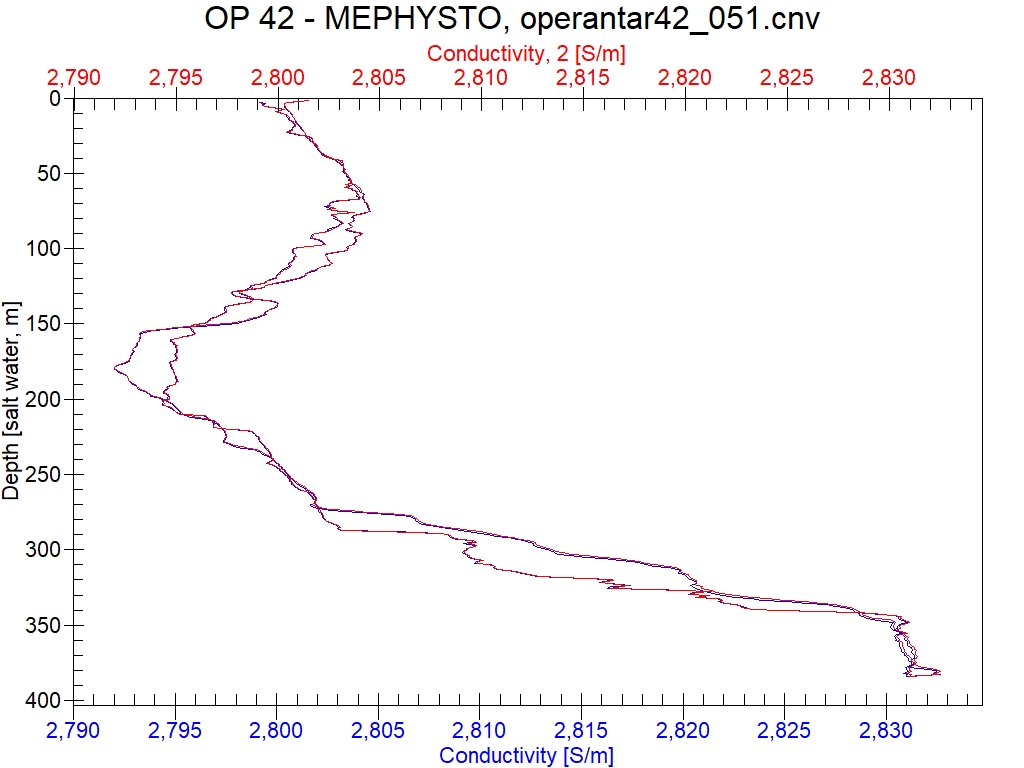 OP 42 - MEPHYSTO, operantar42_051.cnv
Conductivity, 2 [S/m]
2,790 2,795 2,800 2,805 2,810 2,815 2,820 2,825 2,830
0
50
100
150
200
250
300
350
400
Depth [salt water, m]
2,790 2,795 2,800 2,805 2,810 2,815 2,820 2,825 2,830
Conductivity [S/m]